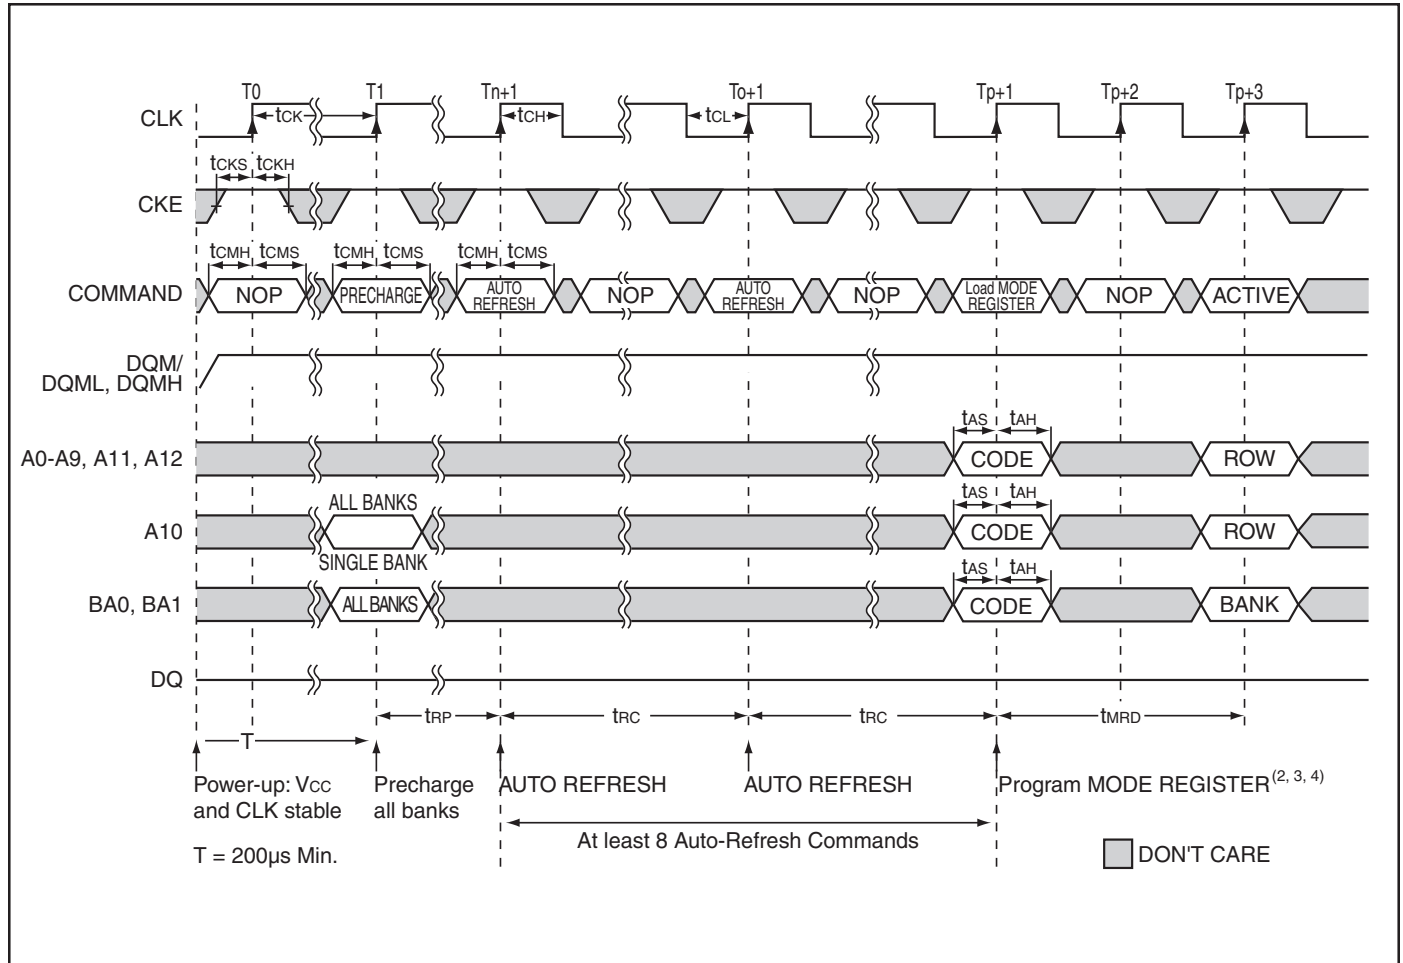 T0 T1 Tn+1 To+1 Tp+1 Tp+2 Tp+3
CLK tCK tCH tCL
tCKS tCKH
CKE
tCMH tCMS tCMH tCMS tCMH tCMS
COMMAND NOP PRECHARGE AUTO REFRESH NOP AUTO REFRESH NOP Load MODE REGISTER NOP ACTIVE
DQM/
DQML, DQMH
tAS tAH
A0-A9, A11, A12 CODE ROW
ALL BANKS tAS tAH
A10 CODE ROW
SINGLE BANK tAS tAH
BA0, BA1 ALL BANKS CODE BANK
DQ
tRP tRC tRC tMRD
T
Power-up: VCC
and CLK stable
Precharge
all banks
AUTO REFRESH
AUTO REFRESH
Program MODE REGISTER(2, 3, 4)
At least 8 Auto-Refresh Commands
T = 200µs Min.
DON'T CARE